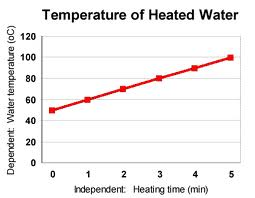 Temperature of Heated Water
Dependent: Water temperature (oC)
120
100
80
60
40
20
0
0 1 2 3 4 5
Independent: Heating time (min)